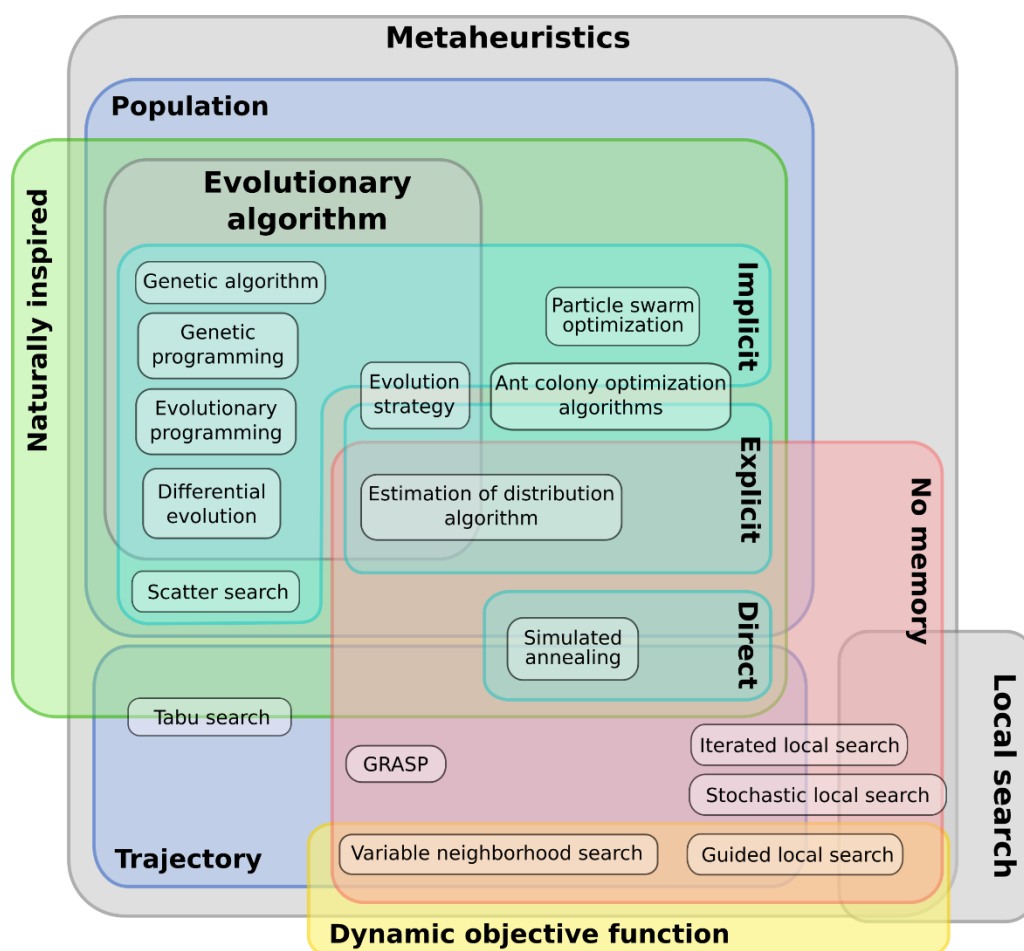 Metaheuristics
Population
Naturally inspired
Evolutionary
algorithm
Genetic algorithm
Implicit
Particle swarm
optimization
Genetic
programming
Evolution
strategy
Ant colony optimization
algorithms
Evolutionary
programming
Explicit
No memory
Differential
evolution
Estimation of distribution
algorithm
Scatter search
Direct
Simulated
annealing
Local search
Tabu search
Iterated local search
GRASP
Stochastic local search
Trajectory
Variable neighborhood search
Guided local search
Dynamic objective function